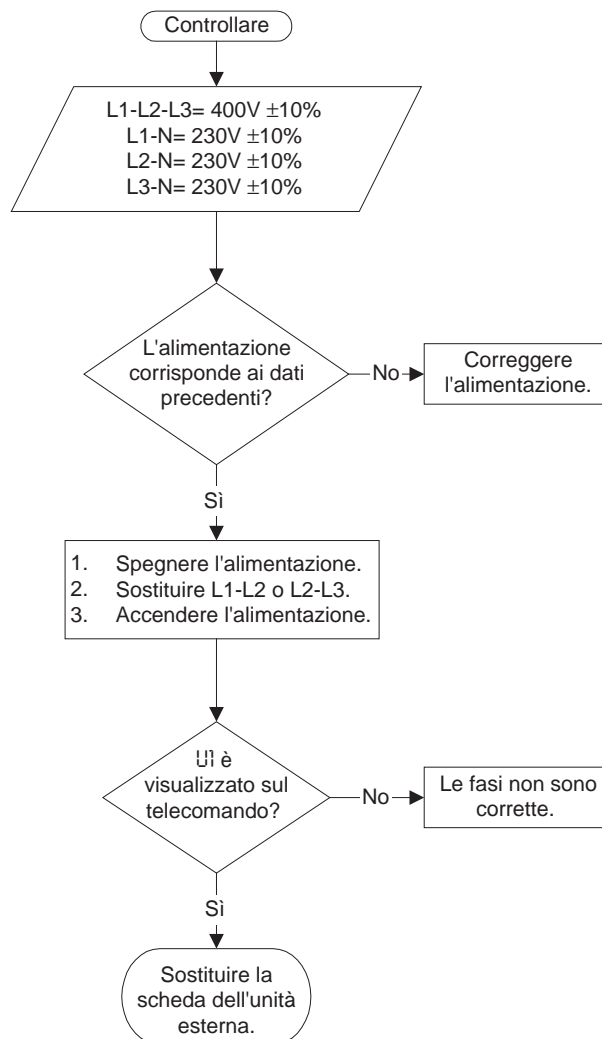 Controllare
L1-L2-L3= 400V ±10%
L1-N= 230V ±10%
L2-N= 230V ±10%
L3-N= 230V ±10%
L'alimentazione
corrisponde ai dati
precedenti?
No
Correggere
l'alimentazione.
Sì
1. Spegnere l'alimentazione.
2. Sostituire L1-L2 o L2-L3.
3. Accendere l'alimentazione.
U1 è
visualizzato sul
telecomando?
No
Le fasi non sono
corrette.
Sì
Sostituire la
scheda dell'unità
esterna.